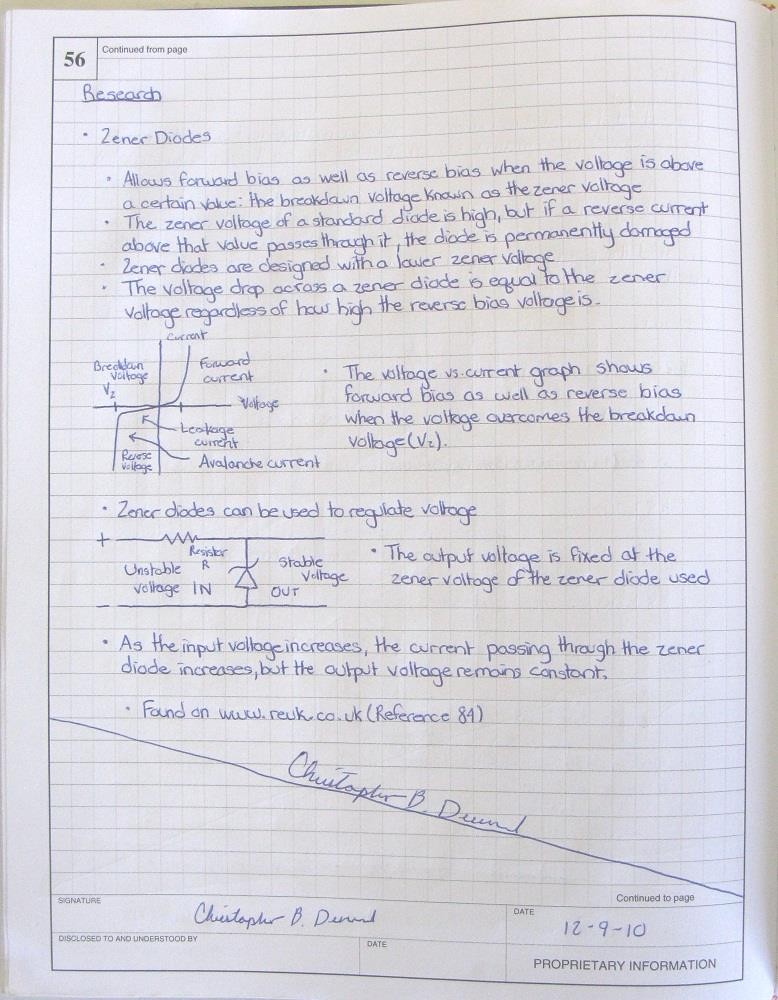 56
Continued from page
Research
• Zener Diodes
• Allows forward bias as well as reverse bias when the voltage is above
a certain value: the breakdown voltage known as the zener voltage
• The zener voltage of a standard diode is high, but if a reverse current
above that value passes through it, the diode is permanently damaged
• Zener diodes are designed with a lower zener voltage
• The voltage drop across a zener diode is equal to the zener
voltage regardless of how high the reverse bias voltage is.
Current
Breakdown
Voltage
Vz
Forward
current
Voltage
Leakage
current
Reverse
voltage
Avalanche current
• The voltage vs. current graph shows
forward bias as well as reverse bias
when the voltage overcomes the breakdown
voltage (Vz).
• Zener diodes can be used to regulate voltage
+
Resistor
R
Unstable
voltage IN
Stable
Voltage
OUT
−
• The output voltage is fixed at the
zener voltage of the zener diode used
• As the input voltage increases, the current passing through the zener
diode increases, but the output voltage remains constant.
• Found on www.reuk.co.uk (Reference 84)
Christopher B.
Continued to page
SIGNATURE
Christopher B.
DATE
12-9-10
DISCLOSED TO AND UNDERSTOOD BY
DATE
PROPRIETARY INFORMATION